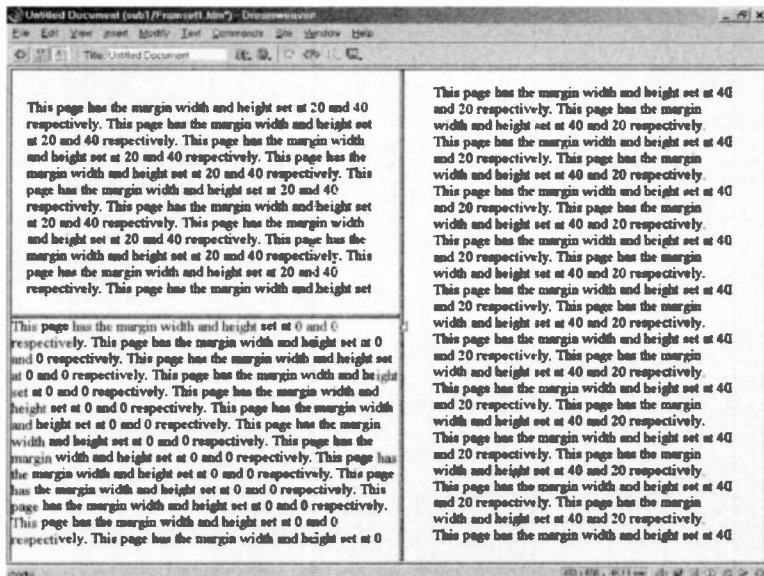 Untitled Document (sub1/Framset1.htm*) - Dreamweaver
File Edit View Insert Modify Text Commands Site Window Help
Title: Untitled Document
This page has the margin width and height set at 20 and 40
respectively. This page has the margin width and height set
at 20 and 40 respectively. This page has the margin width
and height set at 20 and 40 respectively. This page has the
margin width and height set at 20 and 40 respectively. This
page has the margin width and height set at 20 and 40
respectively. This page has the margin width and height set
at 20 and 40 respectively. This page has the margin width
and height set at 20 and 40 respectively. This page has the
margin width and height set at 20 and 40 respectively. This
page has the margin width and height set at 20 and 40
respectively. This page has the margin width and height set
This page has the margin width and height set at 0 and 0
respectively. This page has the margin width and height set at 0
and 0 respectively. This page has the margin width and height set
at 0 and 0 respectively. This page has the margin width and height
set at 0 and 0 respectively. This page has the margin width and
height set at 0 and 0 respectively. This page has the margin width
and height set at 0 and 0 respectively. This page has the margin
width and height set at 0 and 0 respectively. This page has the
margin width and height set at 0 and 0 respectively. This page has
the margin width and height set at 0 and 0 respectively. This page
has the margin width and height set at 0 and 0 respectively. This
page has the margin width and height set at 0 and 0 respectively.
This page has the margin width and height set at 0 and 0
respectively. This page has the margin width and height set at 0
This page has the margin width and height set at 40
and 20 respectively. This page has the margin
width and height set at 40 and 20 respectively.
This page has the margin width and height set at 40
and 20 respectively. This page has the margin
width and height set at 40 and 20 respectively.
This page has the margin width and height set at 40
and 20 respectively. This page has the margin
width and height set at 40 and 20 respectively.
This page has the margin width and height set at 40
and 20 respectively. This page has the margin
width and height set at 40 and 20 respectively.
This page has the margin width and height set at 40
and 20 respectively. This page has the margin
width and height set at 40 and 20 respectively.
This page has the margin width and height set at 40
and 20 respectively. This page has the margin
width and height set at 40 and 20 respectively.
This page has the margin width and height set at 40
and 20 respectively. This page has the margin
width and height set at 40 and 20 respectively.
This page has the margin width and height set at 40
and 20 respectively. This page has the margin
width and height set at 40 and 20 respectively.
This page has the margin width and height set at 40
and 20 respectively. This page has the margin
width and height set at 40 and 20 respectively.
This page has the margin width and height set at 40